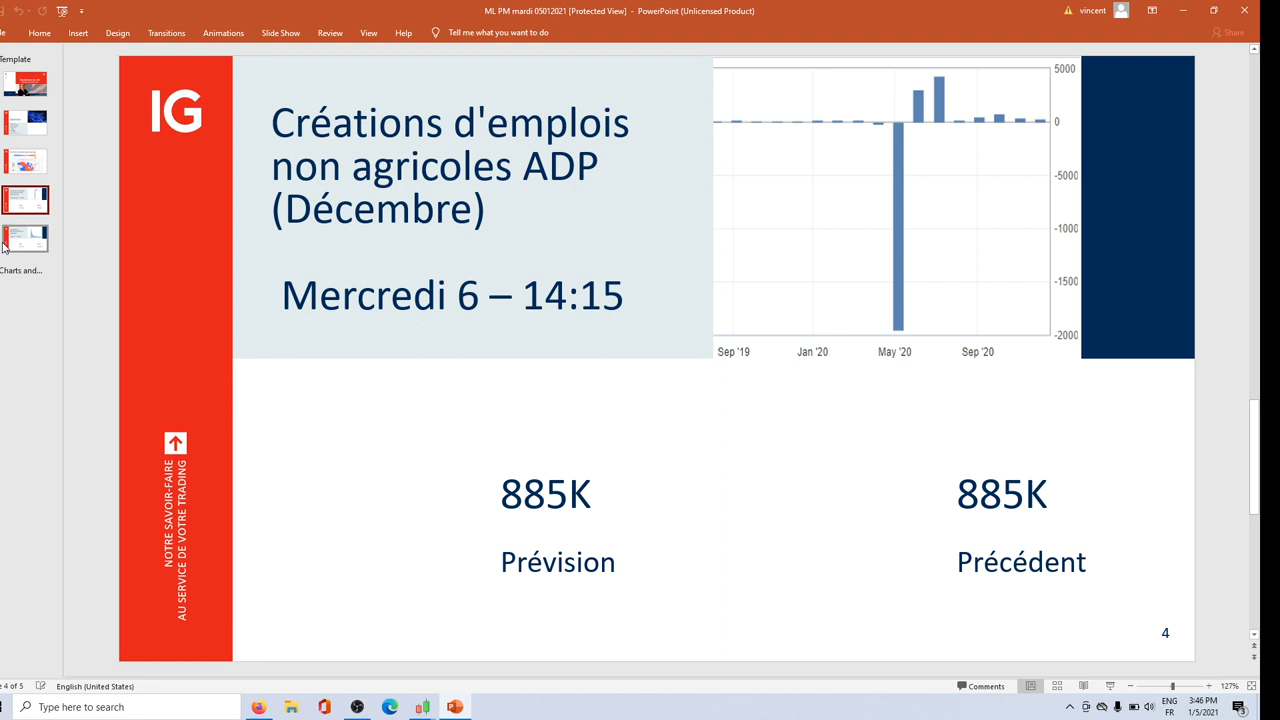 ML PM mardi 05012021 [Protected View] - PowerPoint (Unlicensed Product)
vincent
Home Insert Design Transitions Animations Slide Show Review View Help Tell me what you want to do
Share
Template
IG
Créations d'emplois
non agricoles ADP
(Décembre)
Mercredi 6 – 14:15
5000
0
-5000
-1000
-1500
-2000
Sep '19 Jan '20 May '20 Sep '20
NOTRE SAVOIR-FAIRE
AU SERVICE DE VOTRE TRADING
885K
Prévision
885K
Précédent
4
Charts and...
4 of 5 English (United States)
Comments
127%
Type here to search
ENG
FR
3:46 PM
1/5/2021
3